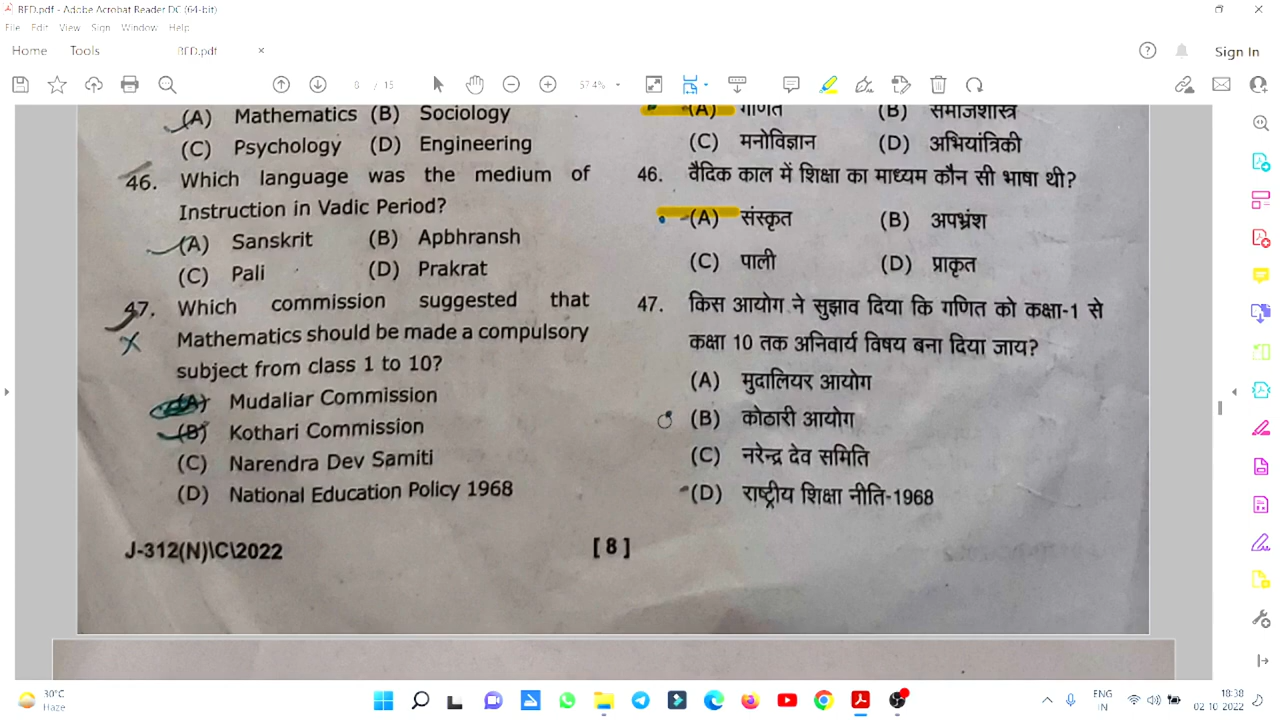 BED.pdf - Adobe Acrobat Reader DC (64-bit)
File Edit View Sign Window Help
Home Tools BED.pdf × Sign In
8 / 15 57.4%
(A) Mathematics (B) Sociology
(C) Psychology (D) Engineering
46. Which language was the medium of
Instruction in Vadic Period?
(A) Sanskrit (B) Apbhransh
(C) Pali (D) Prakrat
47. Which commission suggested that
Mathematics should be made a compulsory
subject from class 1 to 10?
(A) Mudaliar Commission
(B) Kothari Commission
(C) Narendra Dev Samiti
(D) National Education Policy 1968
(A) गणित (B) समाजशास्त्र
(C) मनोविज्ञान (D) अभियांत्रिकी
46. वैदिक काल में शिक्षा का माध्यम कौन सी भाषा थी?
(A) संस्कृत (B) अपभ्रंश
(C) पाली (D) प्राकृत
47. किस आयोग ने सुझाव दिया कि गणित को कक्षा-1 से
कक्षा 10 तक अनिवार्य विषय बना दिया जाय?
(A) मुदालियर आयोग
(B) कोठारी आयोग
(C) नरेन्द्र देव समिति
(D) राष्ट्रीय शिक्षा नीति-1968
J-312(N)\C\2022 [ 8 ]
30°C
Haze
ENG
IN
18:38
02-10-2022